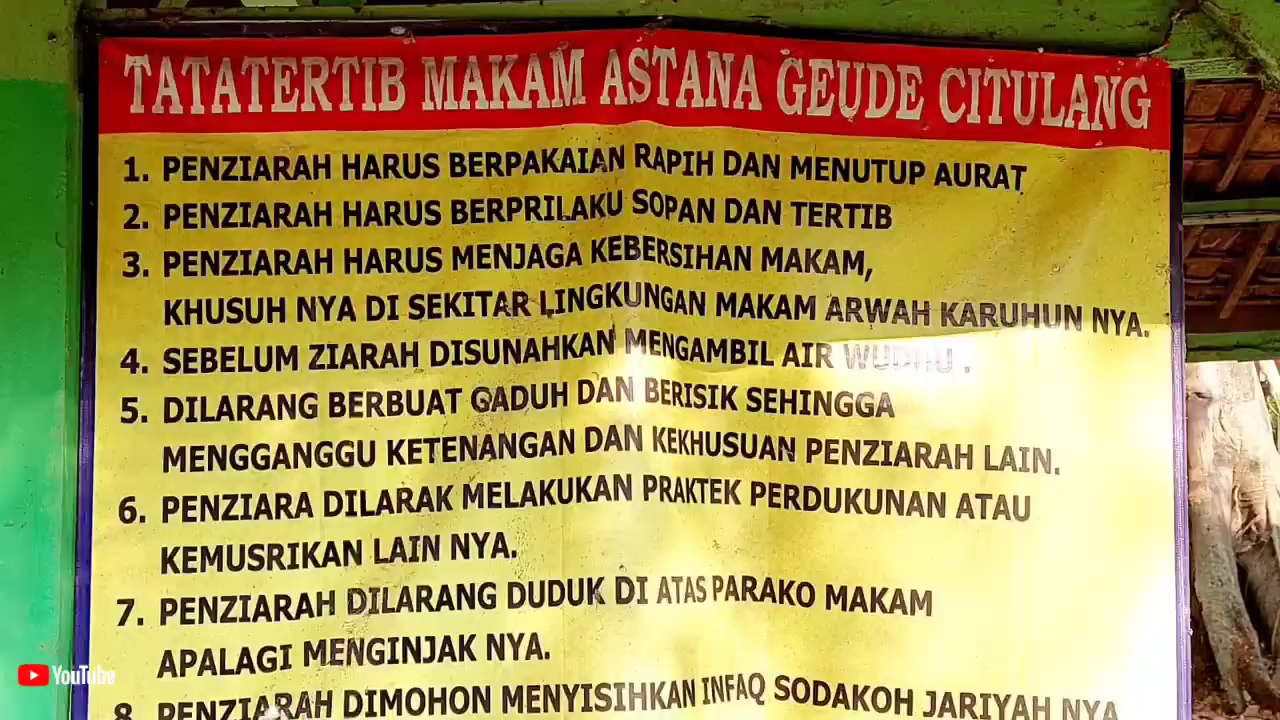 TATATERTIB MAKAM ASTANA GEUDE CITULANG
1. PENZIARAH HARUS BERPAKAIAN RAPIH DAN MENUTUP AURAT
2. PENZIARAH HARUS BERPRILAKU SOPAN DAN TERTIB
3. PENZIARAH HARUS MENJAGA KEBERSIHAN MAKAM,
KHUSUH NYA DI SEKITAR LINGKUNGAN MAKAM ARWAH KARUHUN NYA.
4. SEBELUM ZIARAH DISUNAHKAN MENGAMBIL AIR WUDHU .
5. DILARANG BERBUAT GADUH DAN BERISIK SEHINGGA
MENGGANGGU KETENANGAN DAN KEKHUSUAN PENZIARAH LAIN.
6. PENZIARA DILARAK MELAKUKAN PRAKTEK PERDUKUNAN ATAU
KEMUSRIKAN LAIN NYA.
7. PENZIARAH DILARANG DUDUK DI ATAS PARAKO MAKAM
APALAGI MENGINJAK NYA.
8. PENZIARAH DIMOHON MENYISIHKAN INFAQ SODAKOH JARIYAH NYA
YouTube